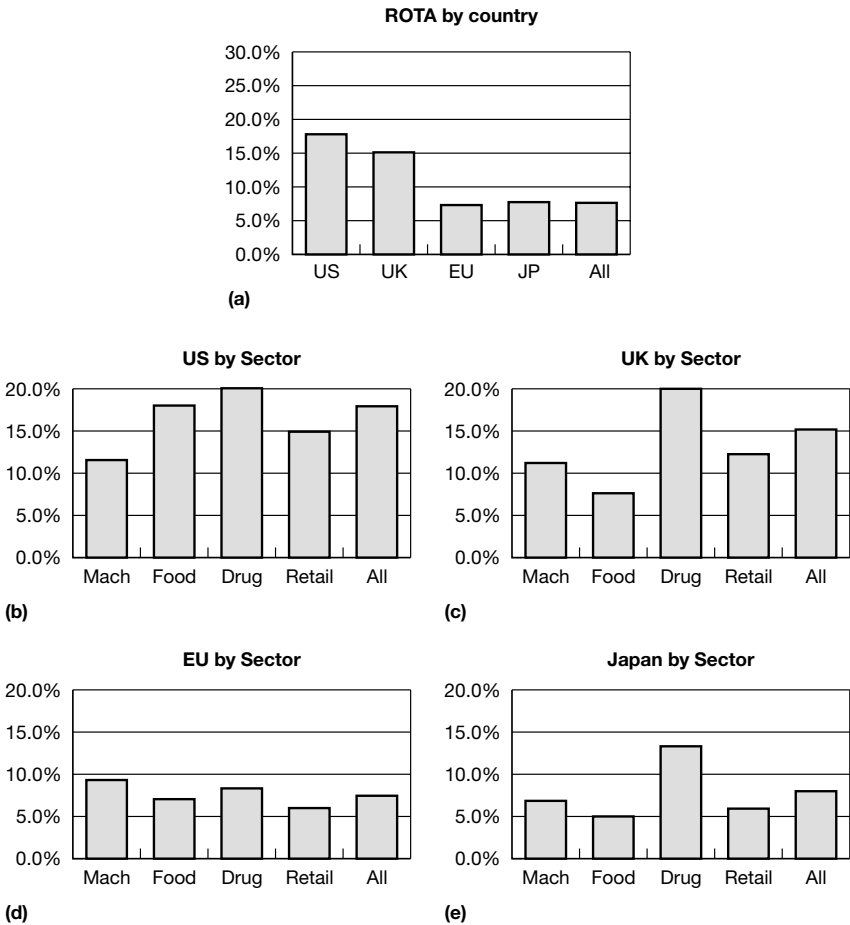 ROTA by country
30.0%
25.0%
20.0%
15.0%
10.0%
5.0%
0.0%
US UK EU JP All
(a)
US by Sector
20.0%
15.0%
10.0%
5.0%
0.0%
Mach Food Drug Retail All
(b)
UK by Sector
20.0%
15.0%
10.0%
5.0%
0.0%
Mach Food Drug Retail All
(c)
EU by Sector
20.0%
15.0%
10.0%
5.0%
0.0%
Mach Food Drug Retail All
(d)
Japan by Sector
20.0%
15.0%
10.0%
5.0%
0.0%
Mach Food Drug Retail All
(e)